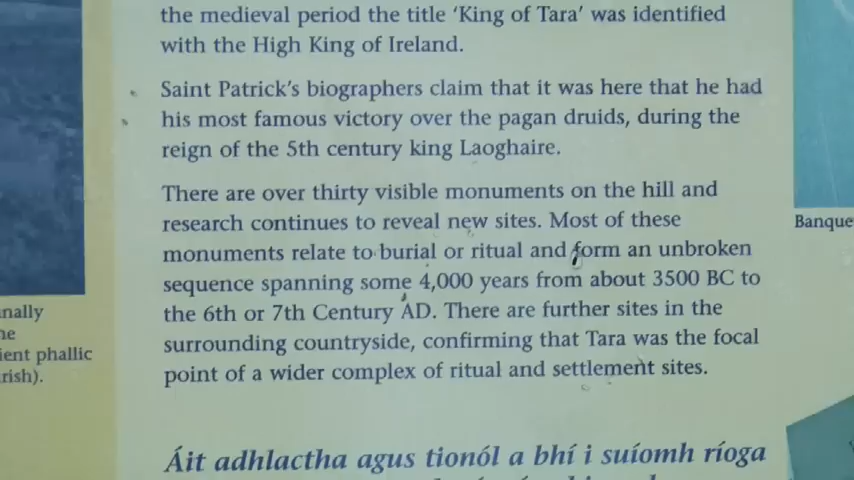 the medieval period the title ‘King of Tara’ was identified
with the High King of Ireland.
Saint Patrick’s biographers claim that it was here that he had
his most famous victory over the pagan druids, during the
reign of the 5th century king Laoghaire.
There are over thirty visible monuments on the hill and
research continues to reveal new sites. Most of these
monuments relate to burial or ritual and form an unbroken
sequence spanning some 4,000 years from about 3500 BC to
the 6th or 7th Century AD. There are further sites in the
surrounding countryside, confirming that Tara was the focal
point of a wider complex of ritual and settlement sites.
Áit adhlactha agus tionól a bhí i suíomh ríoga
nally
ne
ient phallic
rish).
Banque